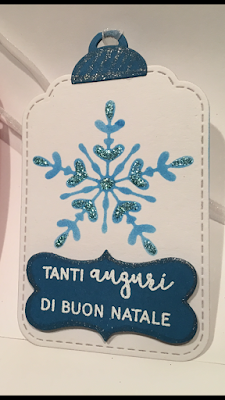 TANTI auguri
DI BUON NATALE